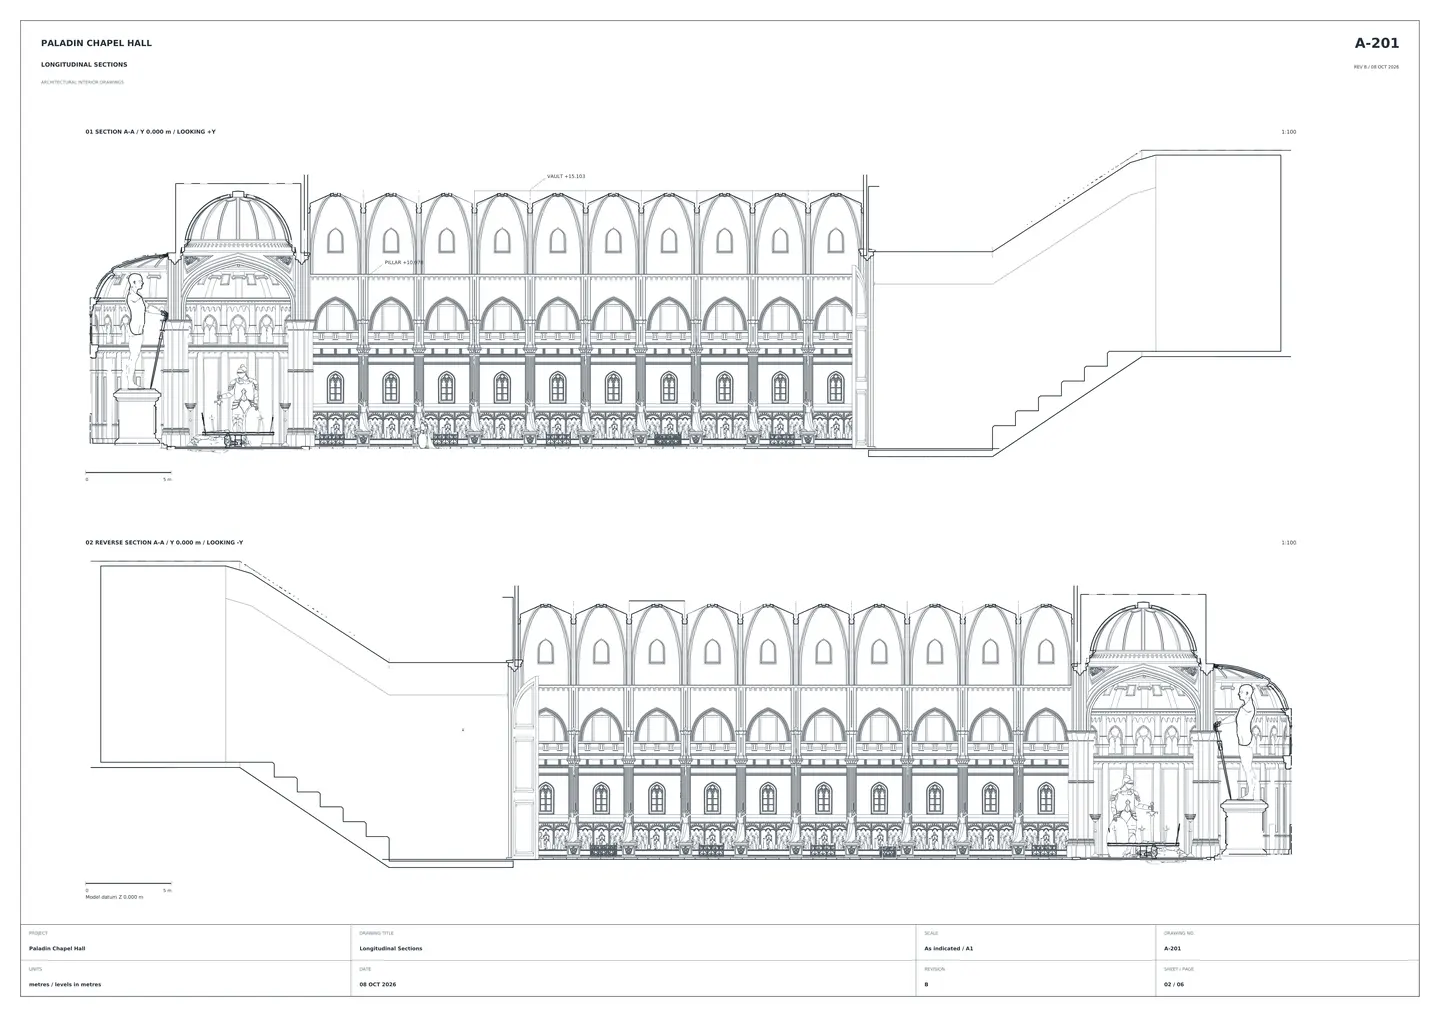 PALADIN CHAPEL HALL
A-201
LONGITUDINAL SECTIONS
REV B / 08 OCT 2026
ARCHITECTURAL INTERIOR DRAWINGS
01 SECTION A-A / Y 0.000 m / LOOKING +Y
1:100
VAULT +15.103
PILLAR +10.076
0 5 m
02 REVERSE SECTION A-A / Y 0.000 m / LOOKING -Y
1:100
0 5 m
Model datum Z 0.000 m
PROJECT
Paladin Chapel Hall
DRAWING TITLE
Longitudinal Sections
SCALE
As indicated / A1
DRAWING NO.
A-201
UNITS
metres / levels in metres
DATE
08 OCT 2026
REVISION
B
SHEET / PAGE
02 / 06